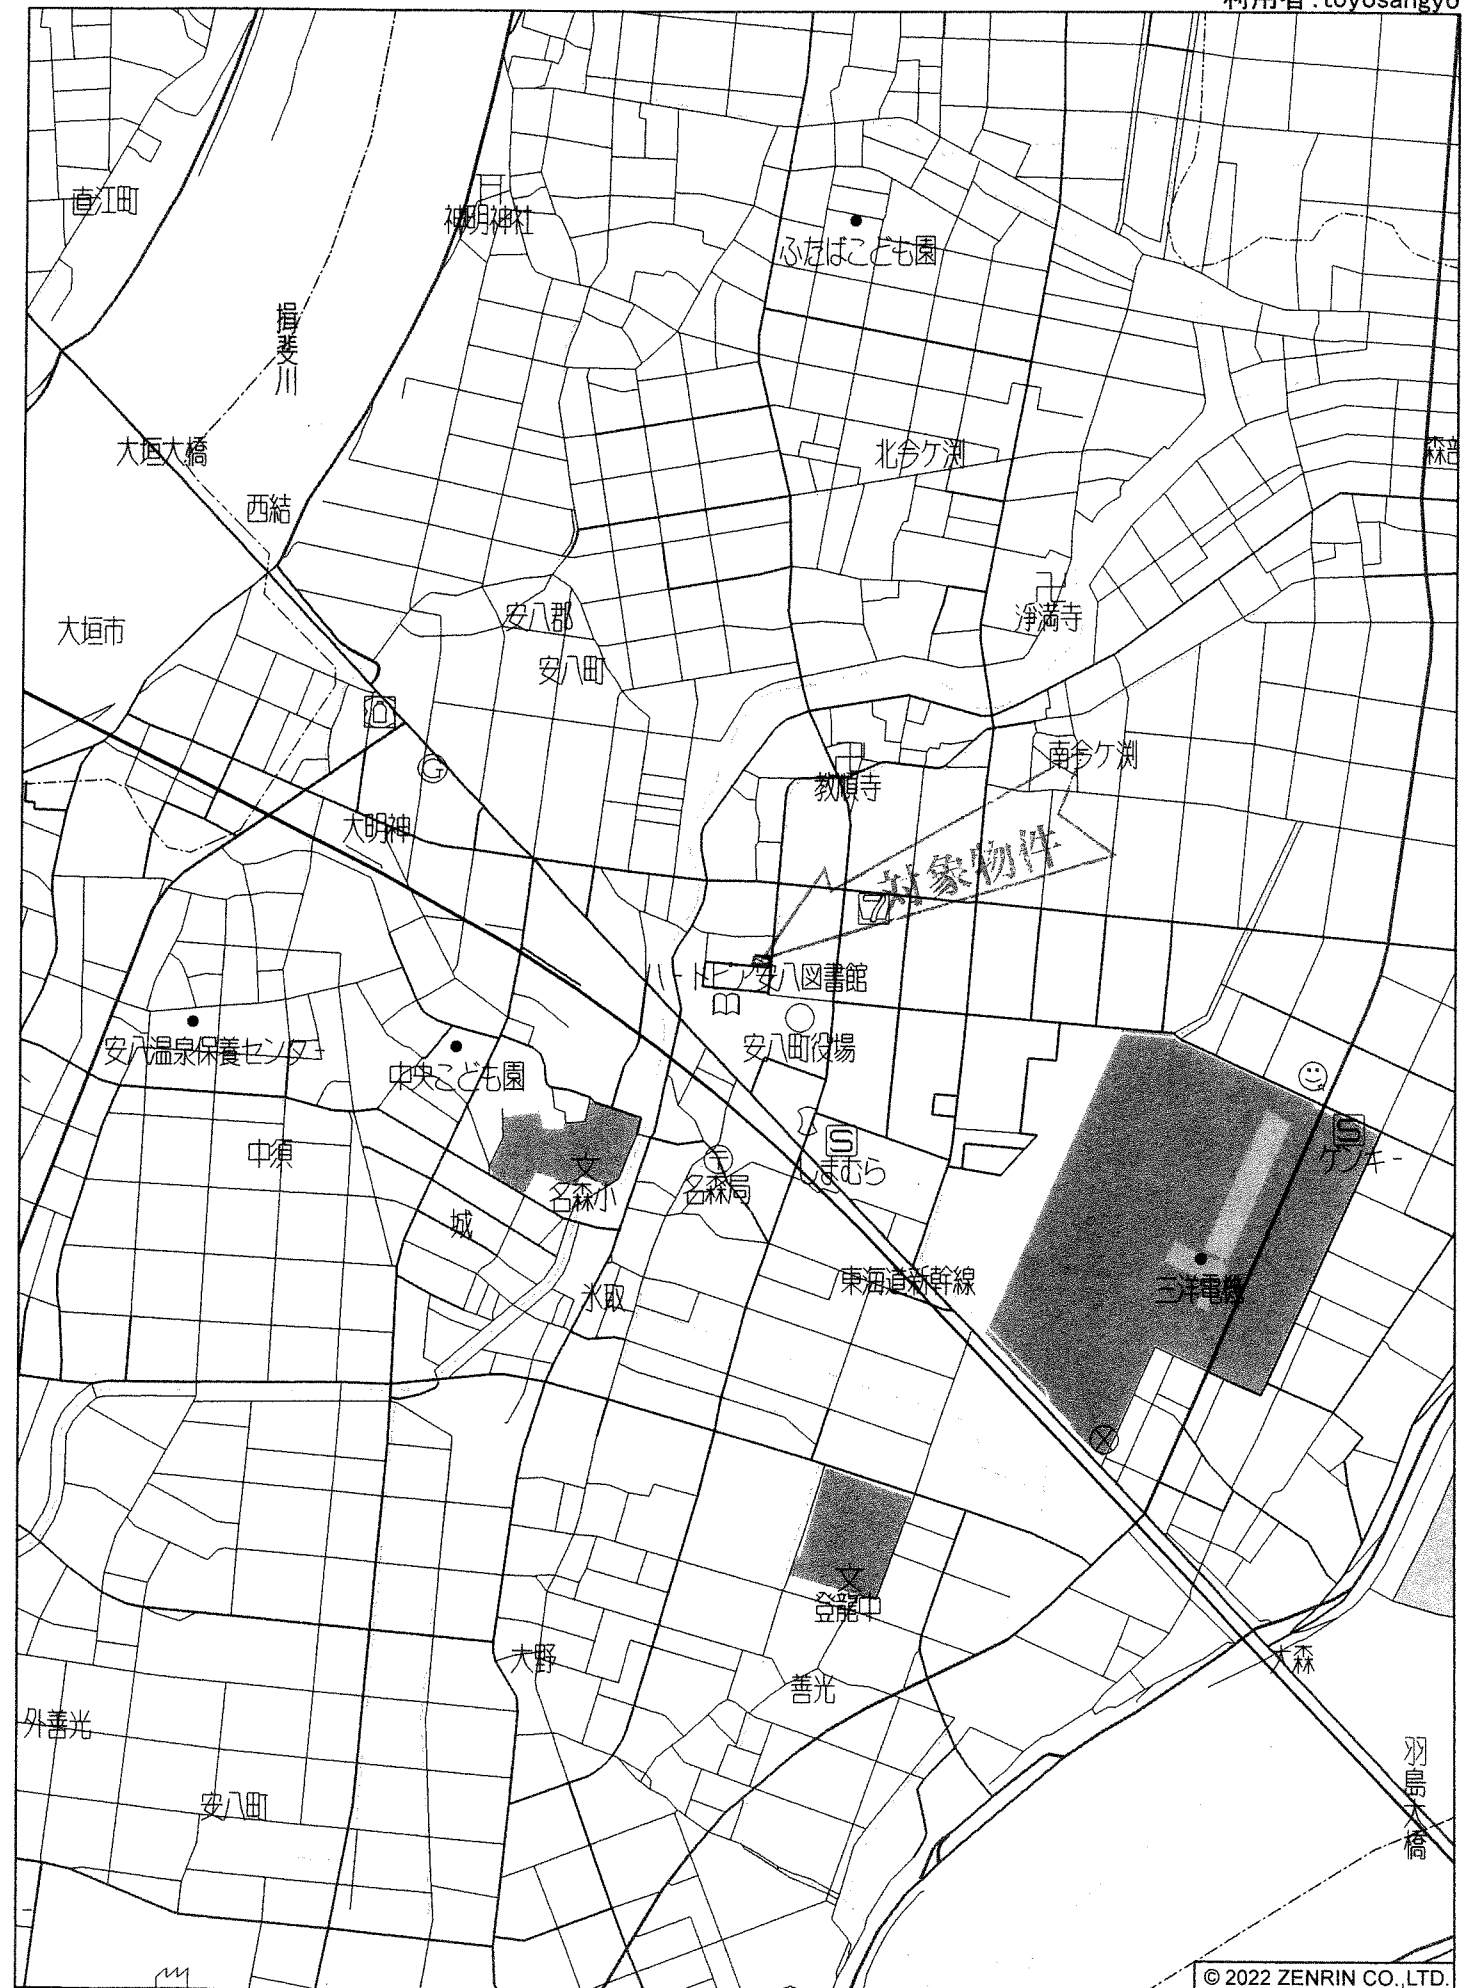 利用者:toyosangyo
直江町
神明神社
ふたばこども園
揖斐川
大垣大橋
北今ケ渕
西結
安八郡
淨満寺
大垣市
安八町
南今ケ渕
教順寺
G
大明神
対象物件
7
ハートピア安八図書館
安八温泉保養センター
安八町役場
中央こども園
中須
文
名森小
名森局
S
しまむら
S
ゲンキー
城
氷取
東海道新幹線
三洋電機
文
登龍中
大野
善光
大森
外善光
羽島大橋
安八町
© 2022 ZENRIN CO.,LTD.